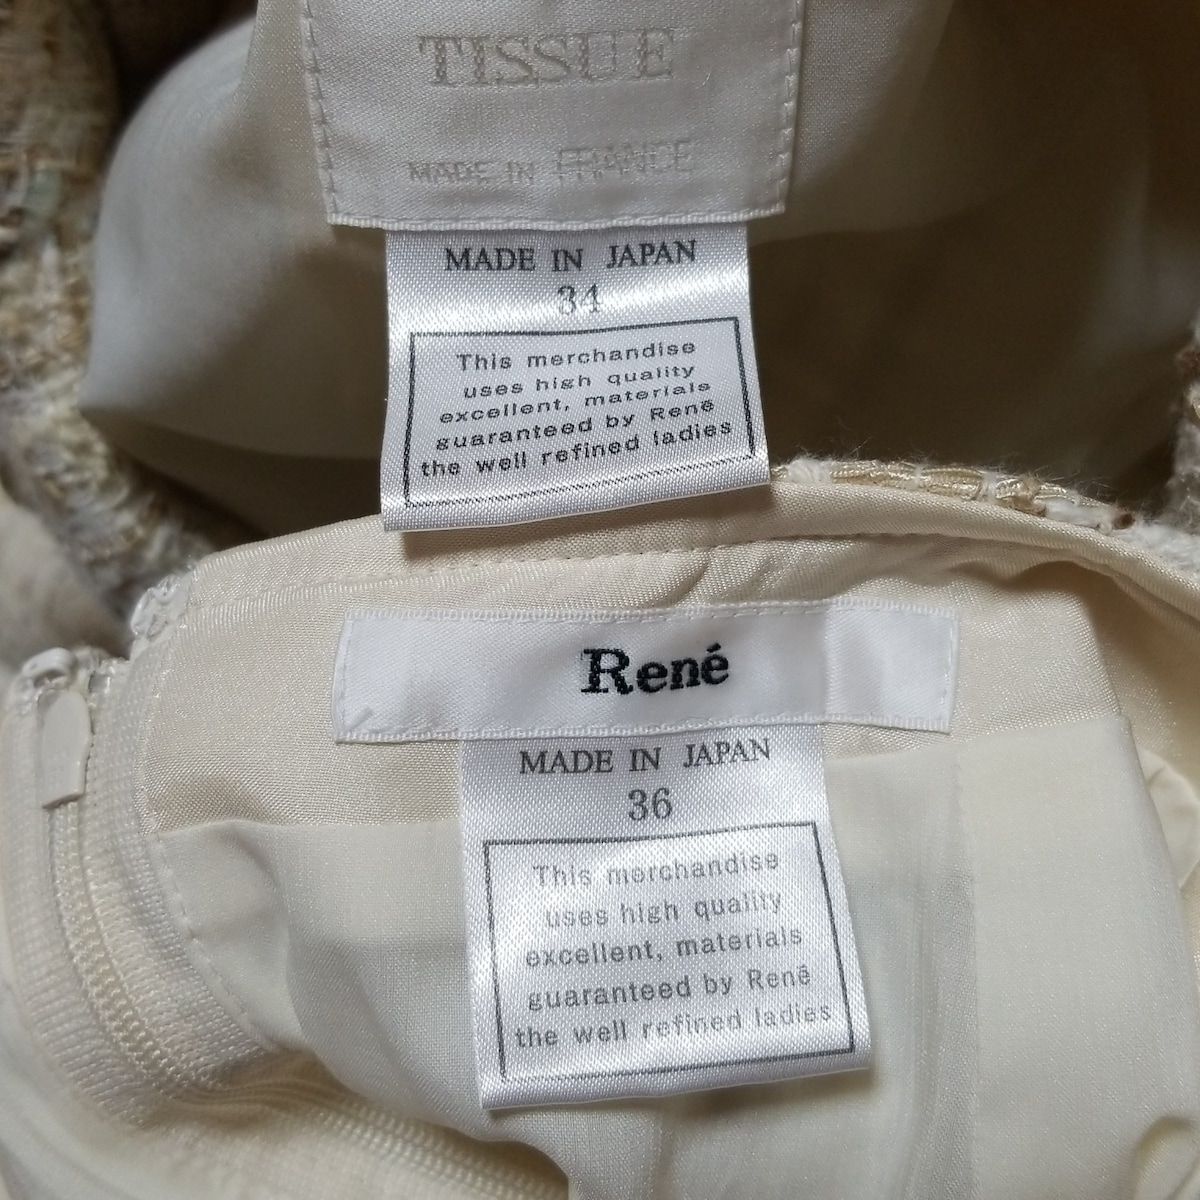 TISSUE
MADE IN FRANCE
MADE IN JAPAN
34
This merchandise
uses high quality
excellent, materials
guaranteed by René
the well refined ladies
René
MADE IN JAPAN
36
This merchandise
uses high quality
excellent, materials
guaranteed by René
the well refined ladies